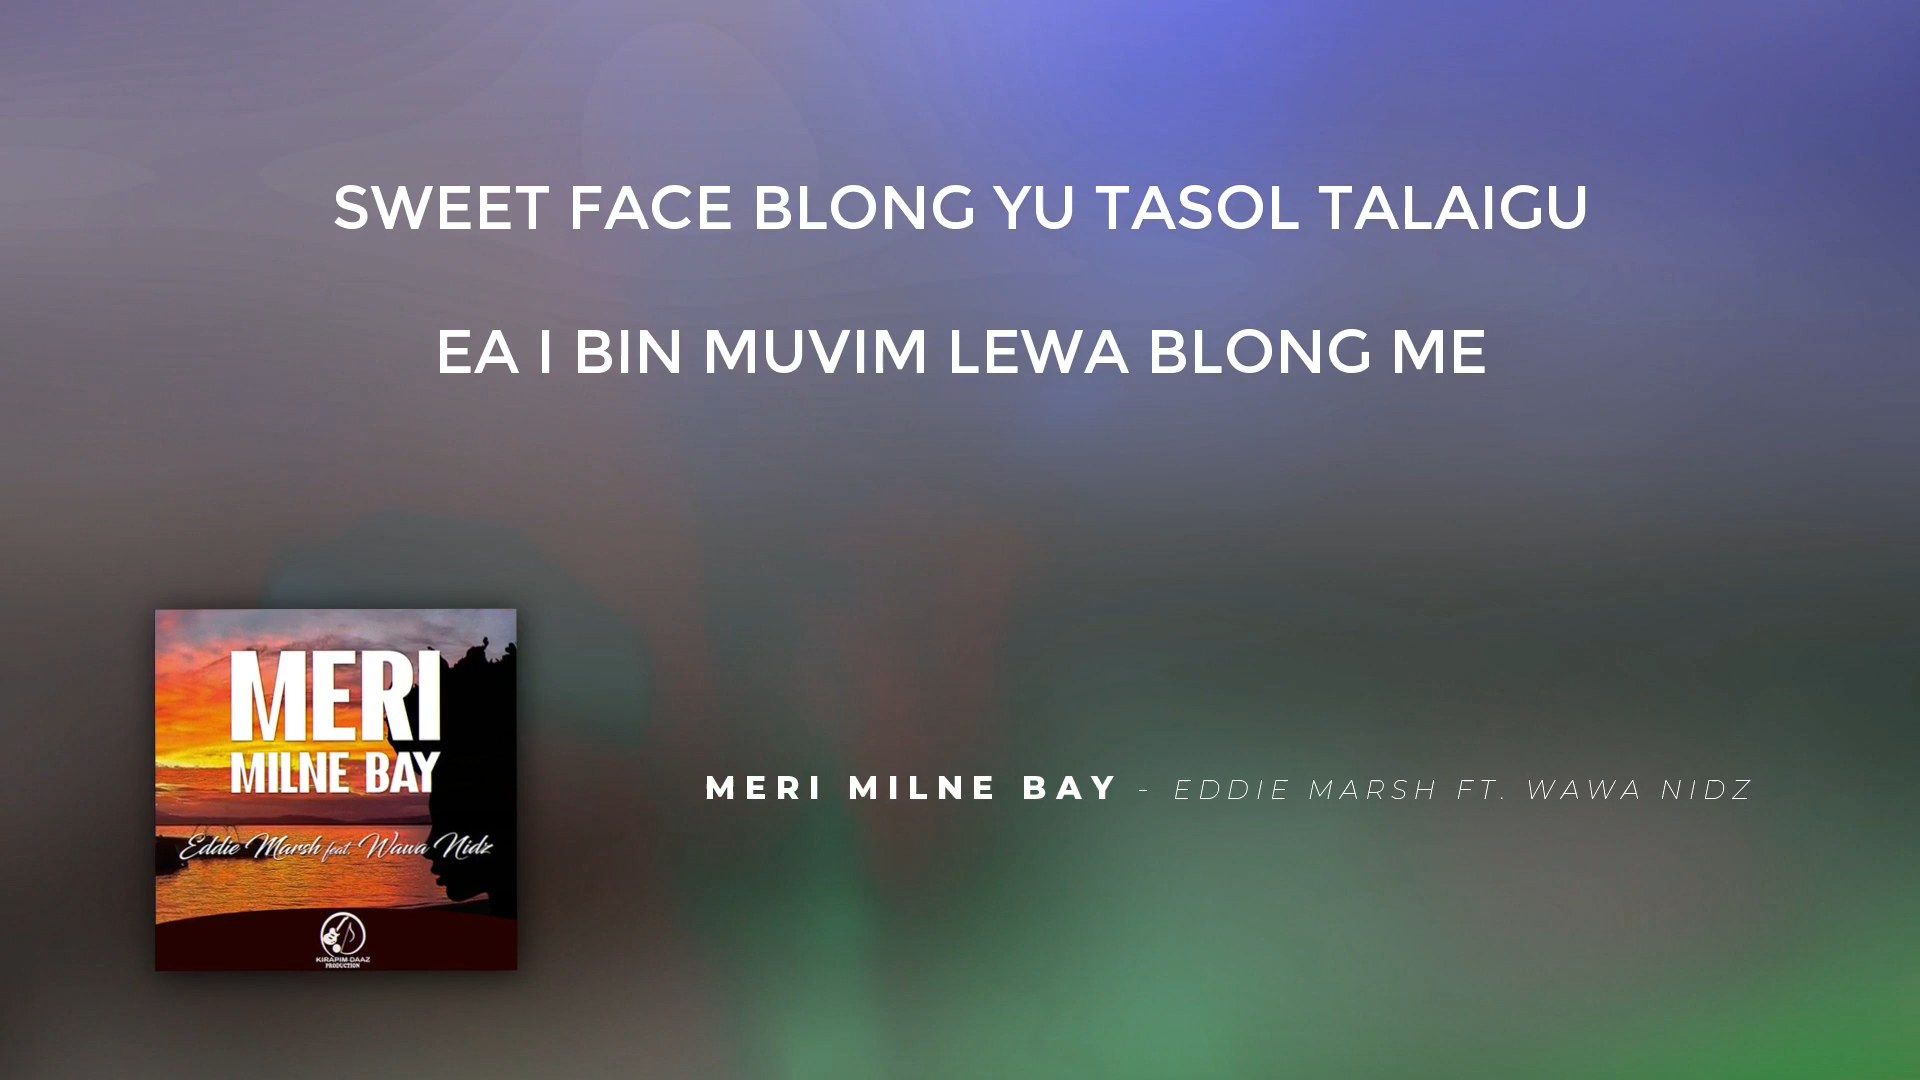 SWEET FACE BLONG YU TASOL TALAIGU
EA I BIN MUVIM LEWA BLONG ME
MERI
MILNE BAY
Eddie Marsh feat. Wawa Nidz
KIRAPIM DAAZ
PRODUCTION
MERI MILNE BAY - EDDIE MARSH FT. WAWA NIDZ